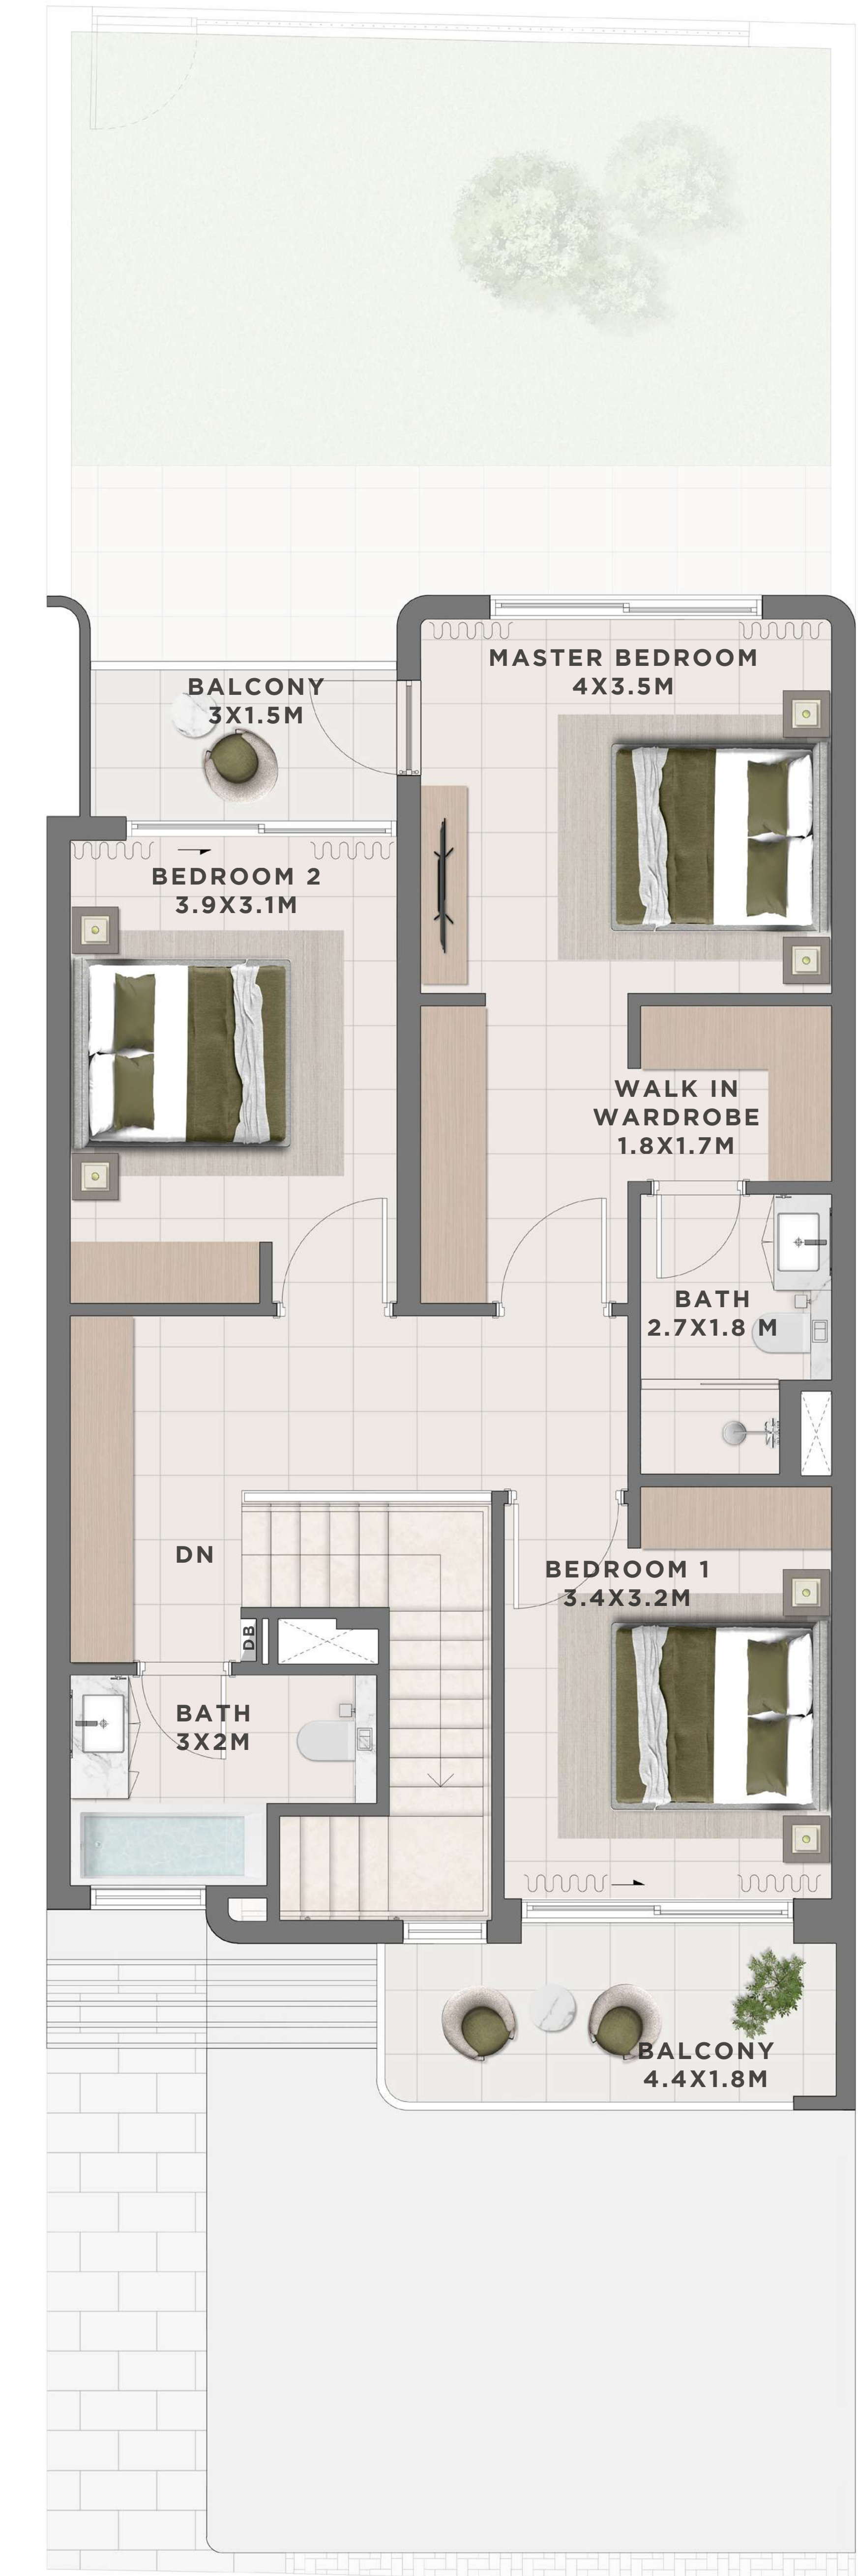 MASTER BEDROOM
4X3.5M
BALCONY
3X1.5M
BEDROOM 2
3.9X3.1M
WALK IN
WARDROBE
1.8X1.7M
BATH
2.7X1.8 M
DN
BEDROOM 1
3.4X3.2M
DB
BATH
3X2M
BALCONY
4.4X1.8M